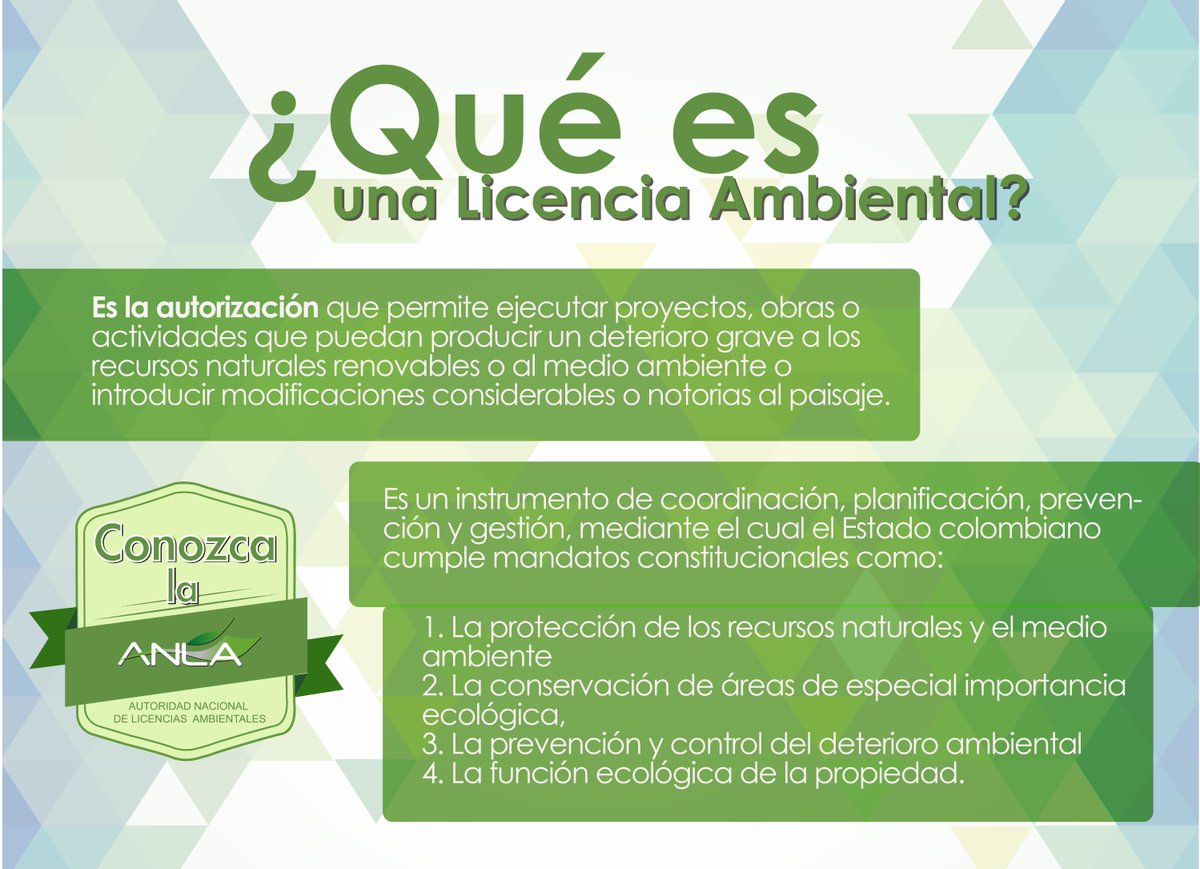 ¿Qué es
una Licencia Ambiental?
Es la autorización que permite ejecutar proyectos, obras o
actividades que puedan producir un deterioro grave a los
recursos naturales renovables o al medio ambiente o
introducir modificaciones considerables o notorias al paisaje.
Es un instrumento de coordinación, planificación, preven-
ción y gestión, mediante el cual el Estado colombiano
cumple mandatos constitucionales como:
1. La protección de los recursos naturales y el medio
ambiente
2. La conservación de áreas de especial importancia
ecológica,
3. La prevención y control del deterioro ambiental
4. La función ecológica de la propiedad.
Conozca
la
ANLA
AUTORIDAD NACIONAL
DE LICENCIAS AMBIENTALES